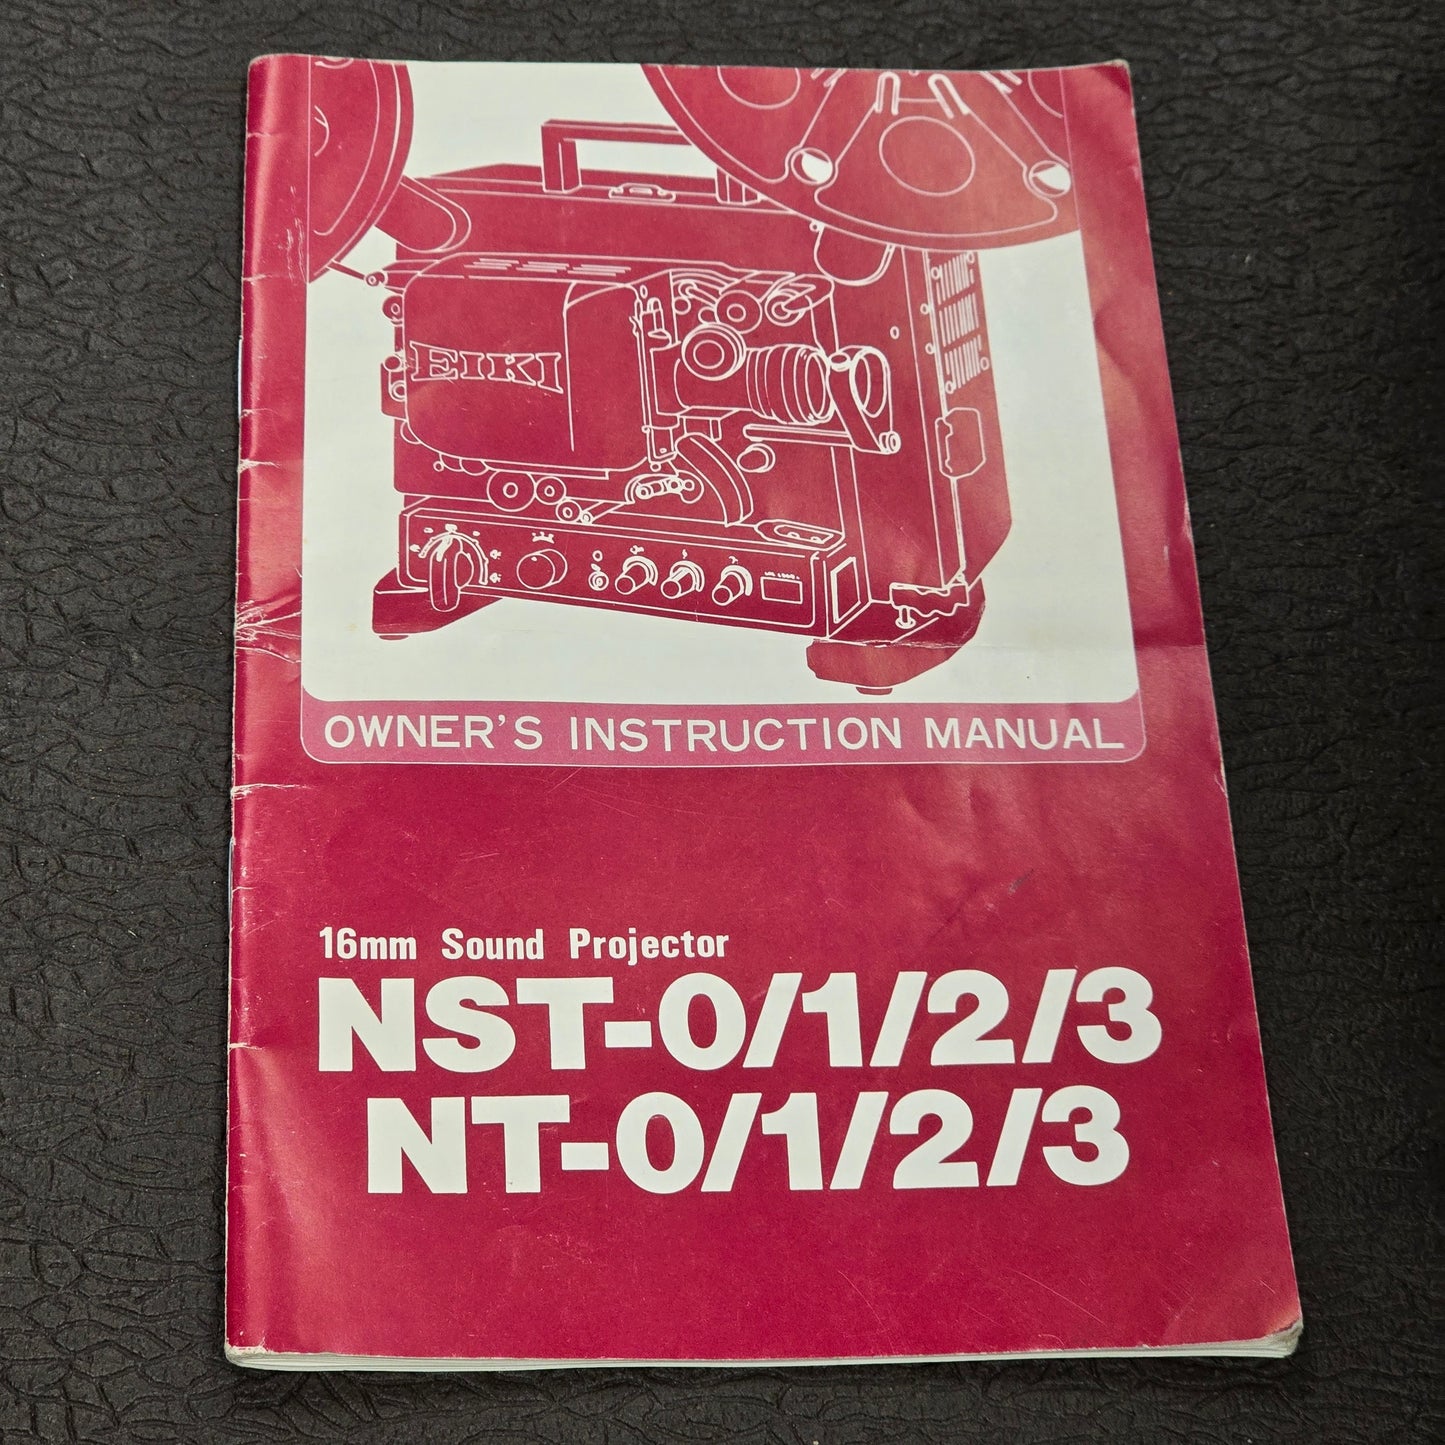 EIKI
OWNER'S INSTRUCTION MANUAL
16mm Sound Projector
NST-0/1/2/3
NT-0/1/2/3